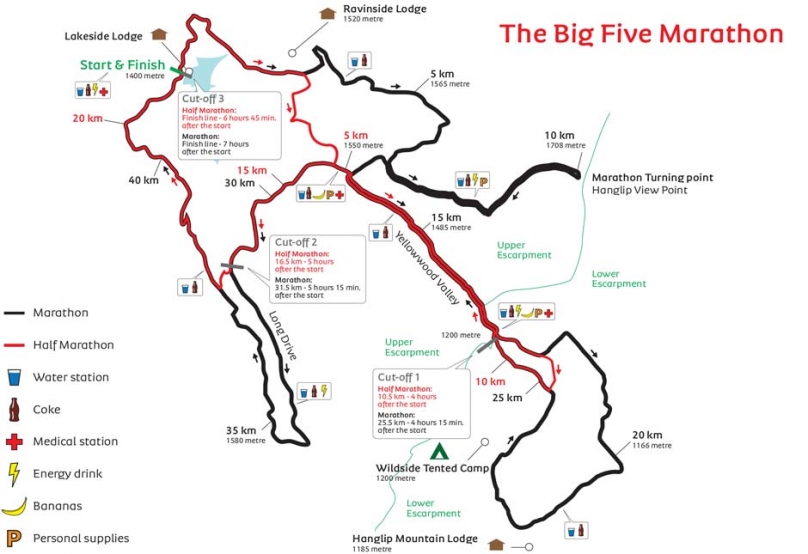 The Big Five Marathon
Ravinside Lodge
1520 metre
Lakeside Lodge
Start & Finish
1400 metre
5 km
1565 metre
Cut-off 3
Half Marathon:
Finish line - 6 hours 45 min.
after the start
Marathon:
Finish line - 7 hours
after the start
20 km
5 km
1550 metre
10 km
1708 metre
15 km
30 km
40 km
P
P
Marathon Turning point
Hanglip View Point
15 km
1485 metre
Yellowwood Valley
Cut-off 2
Half Marathon:
16.5 km - 5 hours
after the start
Marathon:
31.5 km - 5 hours 15 min.
after the start
Upper
Escarpment
Lower
Escarpment
Long Drive
P
1200 metre
Upper
Escarpment
Cut-off 1
Half Marathon:
10.5 km - 4 hours
after the start
Marathon:
25.5 km - 4 hours 15 min.
after the start
10 km
25 km
35 km
1580 metre
20 km
1166 metre
Wildside Tented Camp
1200 metre
Lower
Escarpment
Hanglip Mountain Lodge
1185 metre
Marathon
Half Marathon
Water station
Coke
Medical station
Energy drink
Bananas
P Personal supplies